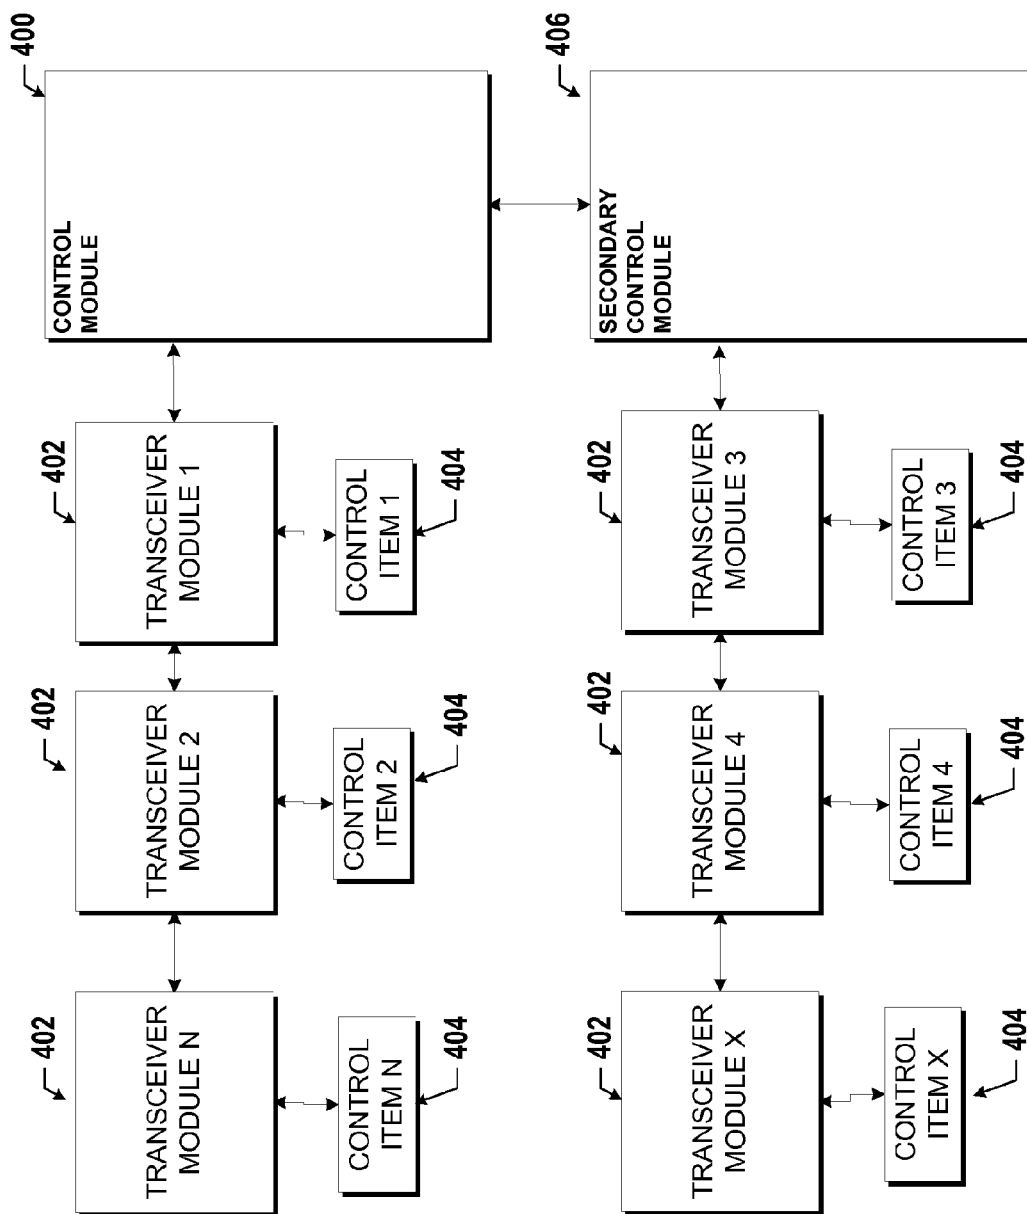 400
CONTROL
MODULE
402
TRANSCEIVER
MODULE 1
CONTROL
ITEM 1
404
402
TRANSCEIVER
MODULE 2
CONTROL
ITEM 2
404
402
TRANSCEIVER
MODULE N
CONTROL
ITEM N
404
406
SECONDARY
CONTROL
MODULE
402
TRANSCEIVER
MODULE 3
CONTROL
ITEM 3
404
402
TRANSCEIVER
MODULE 4
CONTROL
ITEM 4
404
402
TRANSCEIVER
MODULE X
CONTROL
ITEM X
404